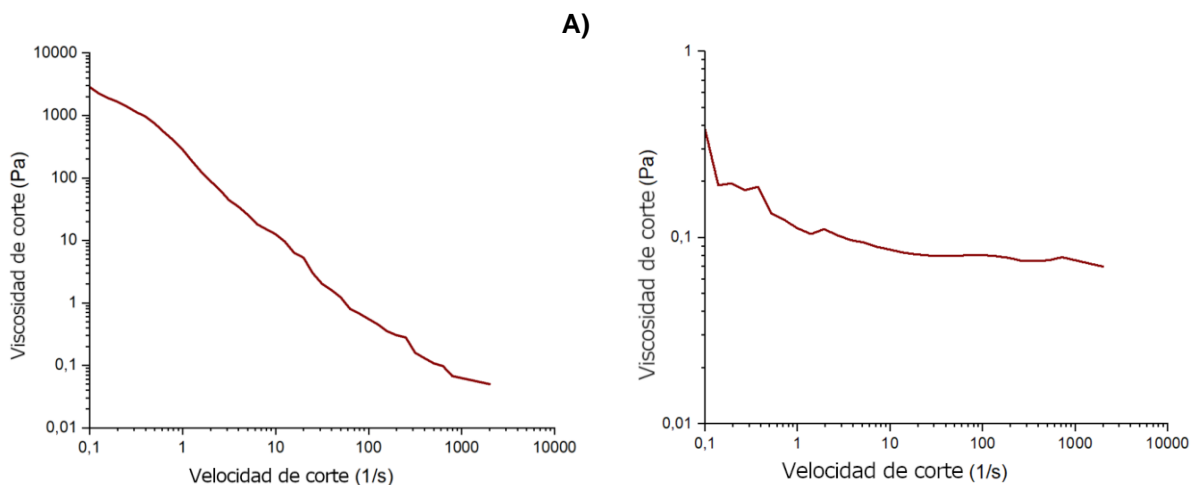 A)
10000
1000
100
10
1
0,1
0,01
Viscosidad de corte (Pa)
0,1 1 10 100 1000 10000
Velocidad de corte (1/s)
1
0,1
0,01
Viscosidad de corte (Pa)
0,1 1 10 100 1000 10000
Velocidad de corte (1/s)